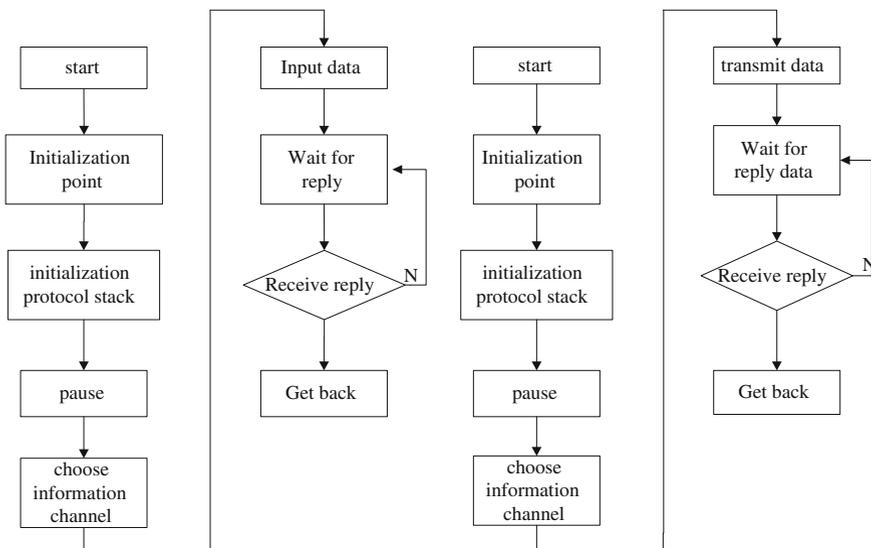 start
Initialization
point
initialization
protocol stack
pause
choose
information
channel
Input data
Wait for
reply
Receive reply
N
Get back
start
Initialization
point
initialization
protocol stack
pause
choose
information
channel
transmit data
Wait for
reply data
Receive reply
N
Get back